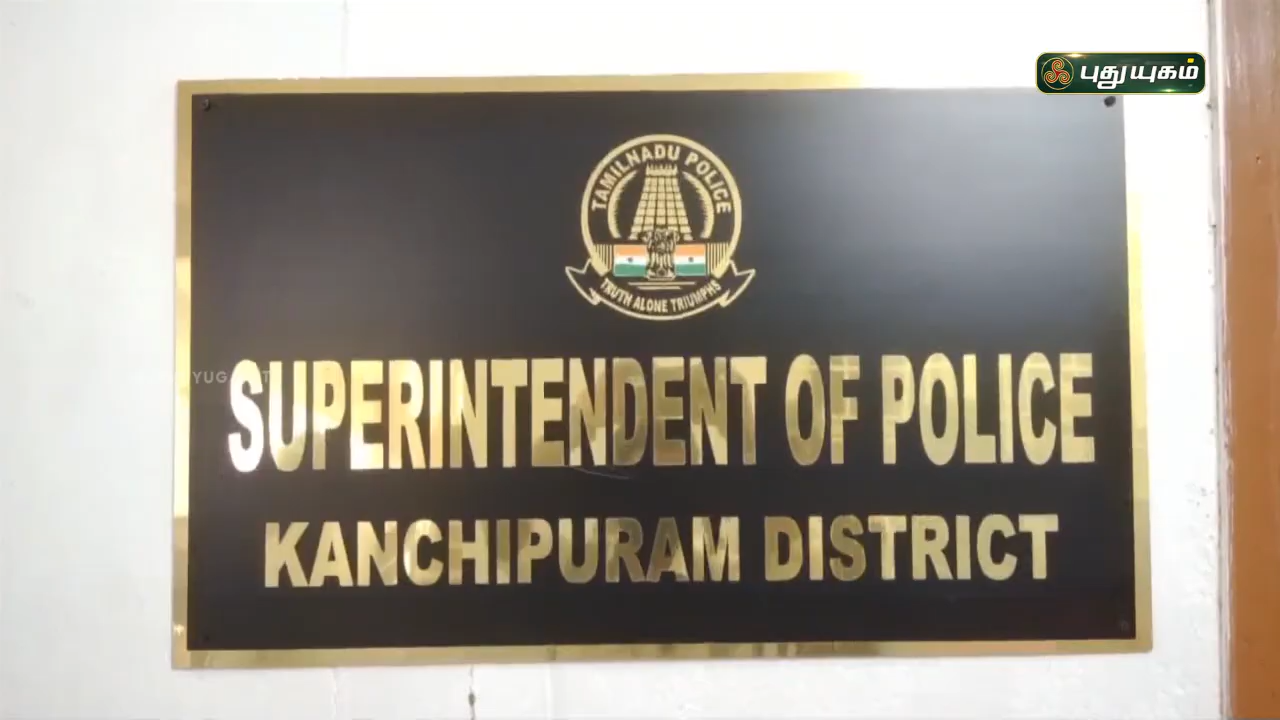 புதுயுகம்
TAMILNADU POLICE
TRUTH ALONE TRIUMPHS
SUPERINTENDENT OF POLICE
KANCHIPURAM DISTRICT